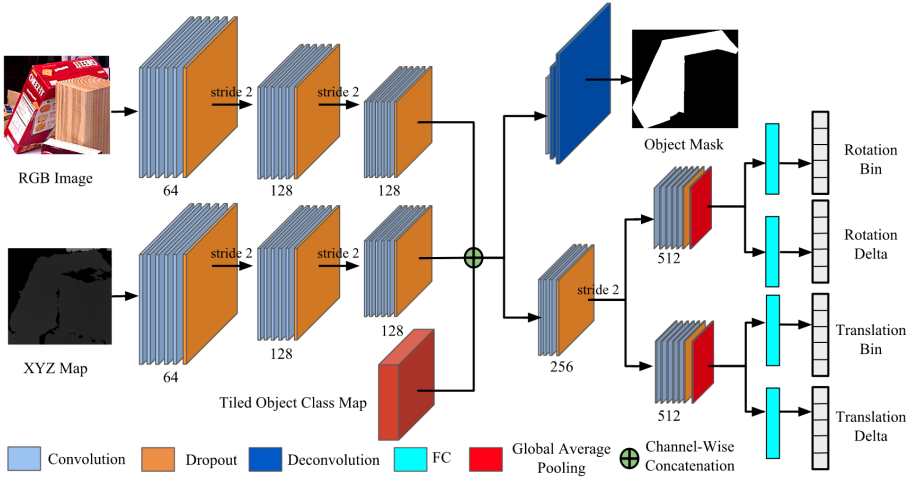 RGB Image
64
stride 2
128
stride 2
128
Object Mask
Rotation
Bin
Rotation
Delta
512
XYZ Map
64
stride 2
128
stride 2
128
stride 2
256
512
Translation
Bin
Translation
Delta
Tiled Object Class Map
Convolution
Dropout
Deconvolution
FC
Global Average
Pooling
Channel-Wise
Concatenation